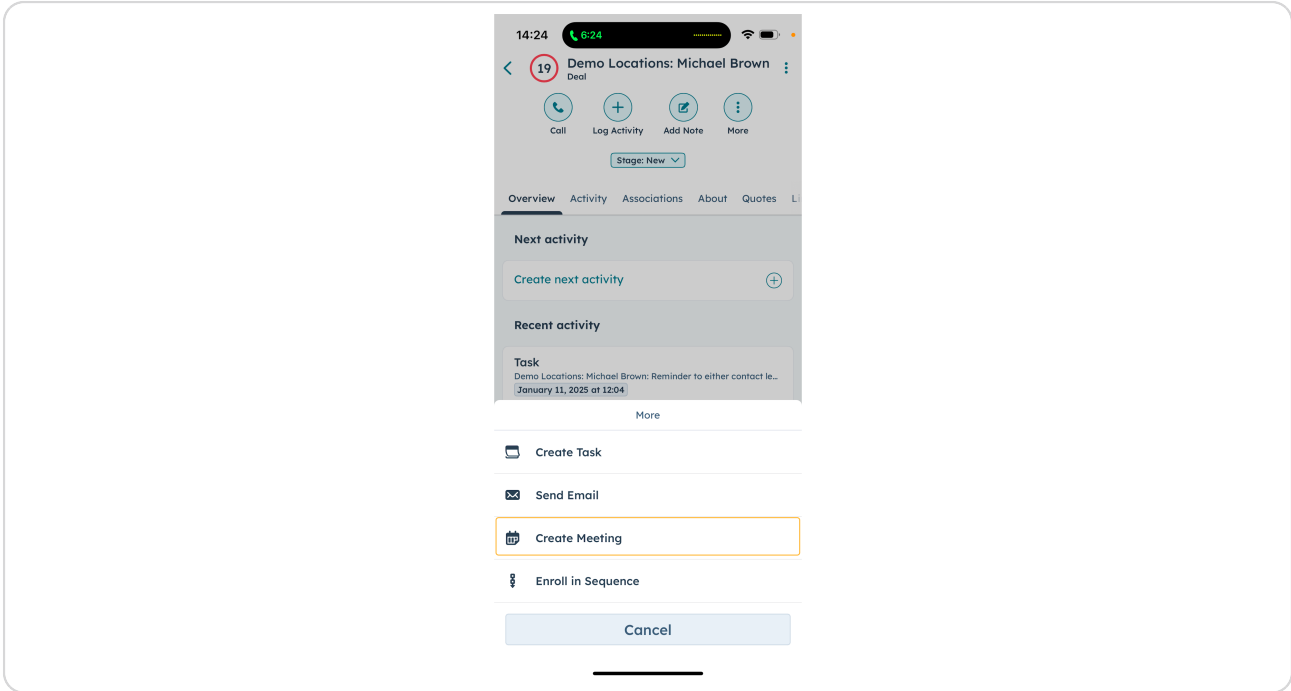 14:24
6:24
19
Demo Locations: Michael Brown
Deal
Call Log Activity Add Note More
Stage: New
Overview Activity Associations About Quotes Li
Next activity
Create next activity
Recent activity
Task
Demo Locations: Michael Brown: Reminder to either contact le...
January 11, 2025 at 12:04
More
Create Task
Send Email
Create Meeting
Enroll in Sequence
Cancel